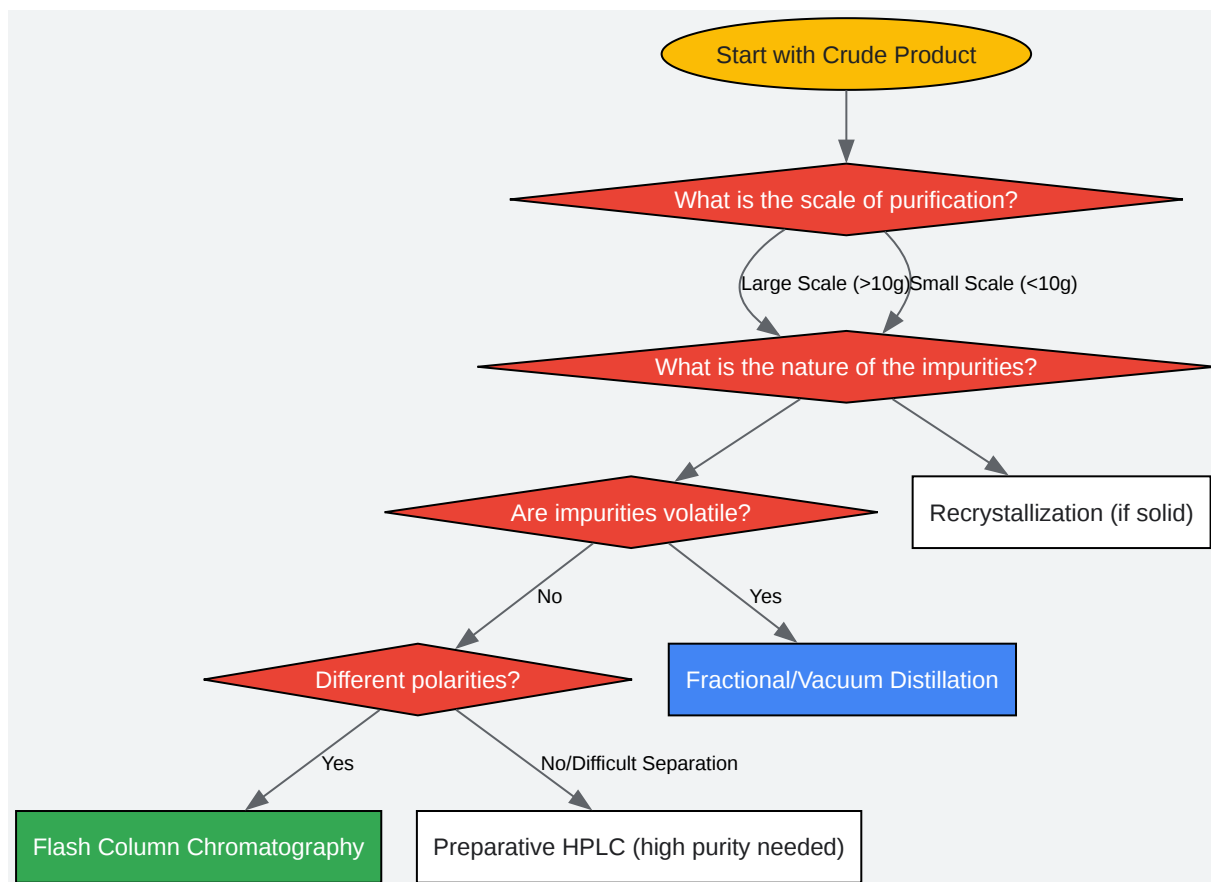 Start with Crude Product
What is the scale of purification?
Large Scale (>10g)
Small Scale (<10g)
What is the nature of the impurities?
Are impurities volatile?
Recrystallization (if solid)
No
Yes
Different polarities?
Fractional/Vacuum Distillation
Yes
No/Difficult Separation
Flash Column Chromatography
Preparative HPLC (high purity needed)